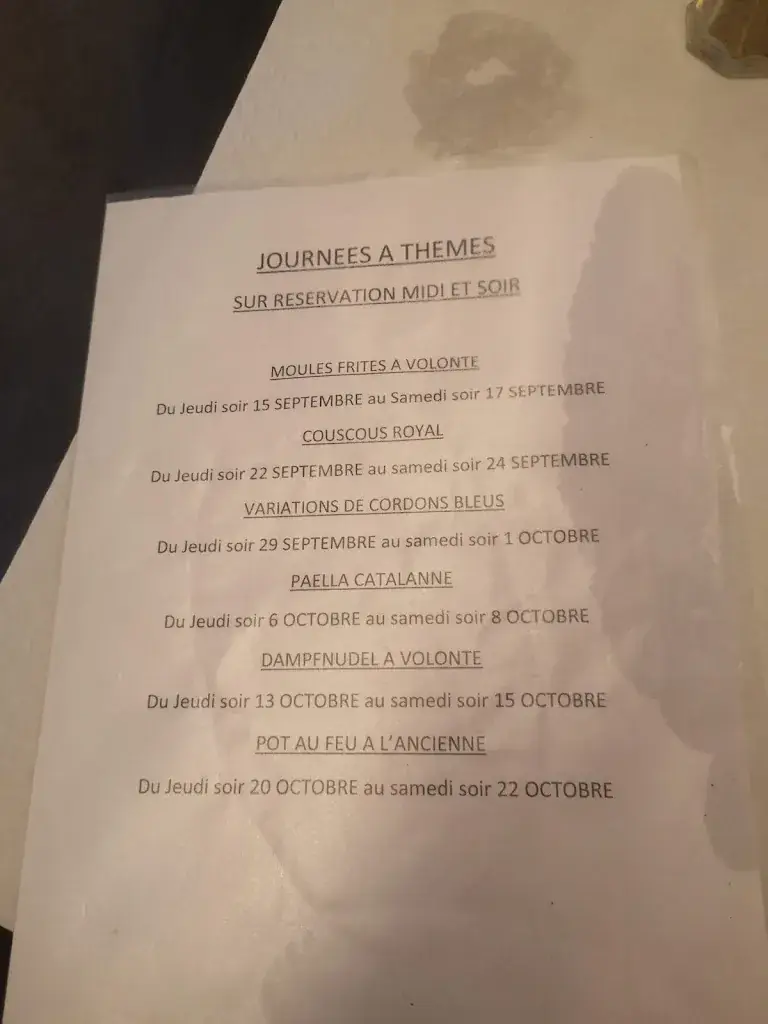 JOURNEES A THEMES
SUR RESERVATION MIDI ET SOIR
MOULES FRITES A VOLONTE
Du Jeudi soir 15 SEPTEMBRE au Samedi soir 17 SEPTEMBRE
COUSCOUS ROYAL
Du Jeudi soir 22 SEPTEMBRE au samedi soir 24 SEPTEMBRE
VARIATIONS DE CORDONS BLEUS
Du Jeudi soir 29 SEPTEMBRE au samedi soir 1 OCTOBRE
PAELLA CATALANNE
Du Jeudi soir 6 OCTOBRE au samedi soir 8 OCTOBRE
DAMPFNUDEL A VOLONTE
Du Jeudi soir 13 OCTOBRE au samedi soir 15 OCTOBRE
POT AU FEU A L'ANCIENNE
Du Jeudi soir 20 OCTOBRE au samedi soir 22 OCTOBRE